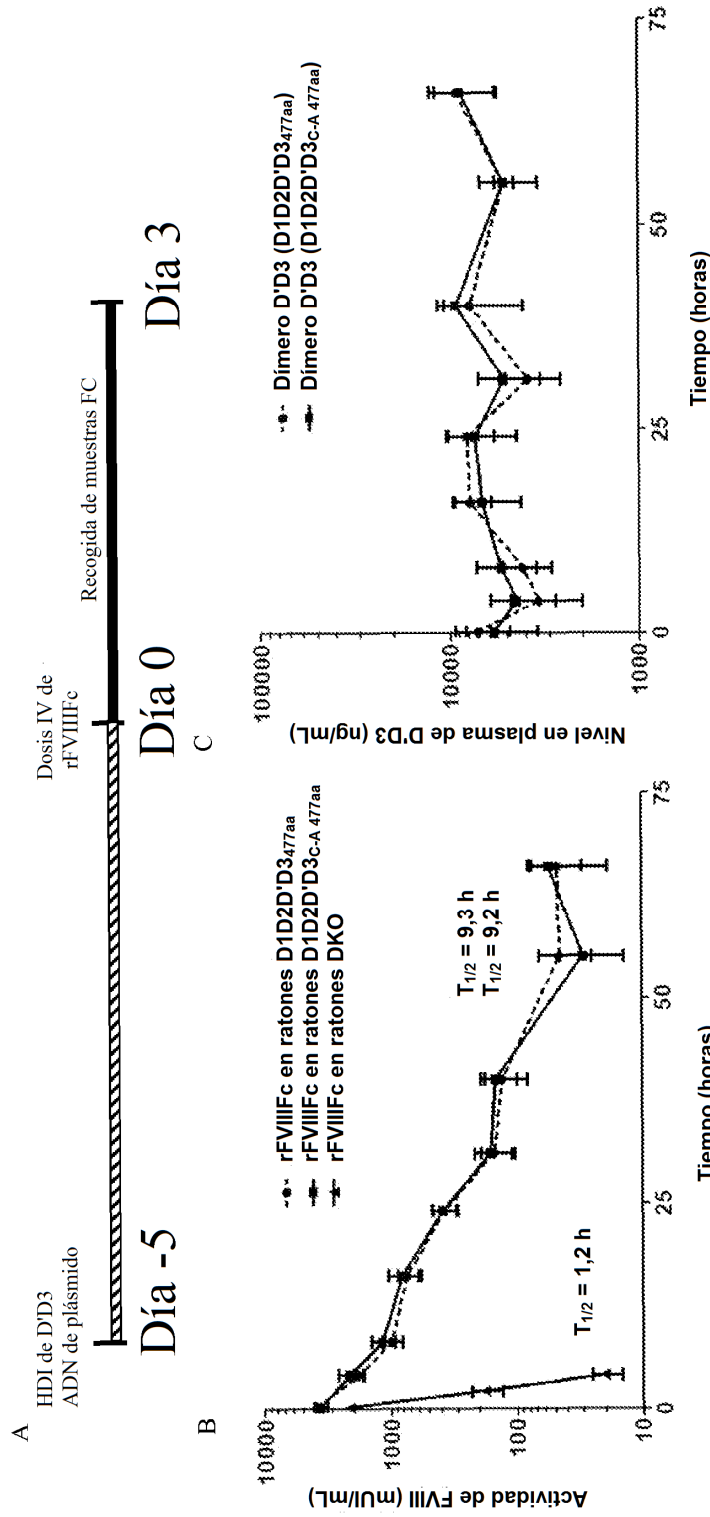 A
HDI de D'D3
ADN de plásmido
Dosis IV de
rFVIIIFc
Recogida de muestras FC
Día -5
Día 0
Día 3
B
Actividad de FVIII (mUI/mL)
10000
1000
100
10
rFVIIIFc en ratones D1D2D'D3477aa
rFVIIIFc en ratones D1D2D'D3C-A 477aa
rFVIIIFc en ratones DKO
T1/2 = 9,3 h
T1/2 = 9,2 h
T1/2 = 1,2 h
0
25
50
75
Tiempo (horas)
C
Nivel en plasma de D'D3 (ng/mL)
100000
10000
1000
Dímero D'D3 (D1D2D'D3477aa)
Dímero D'D3 (D1D2D'D3C-A 477aa)
0
25
50
75
Tiempo (horas)